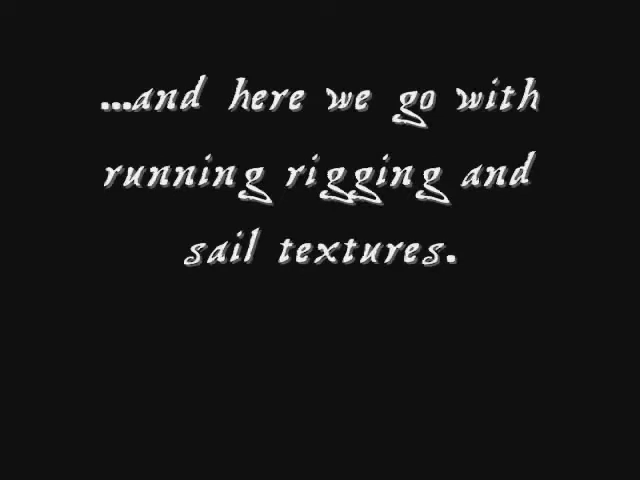 ...and here we go with
running rigging and
sail textures.